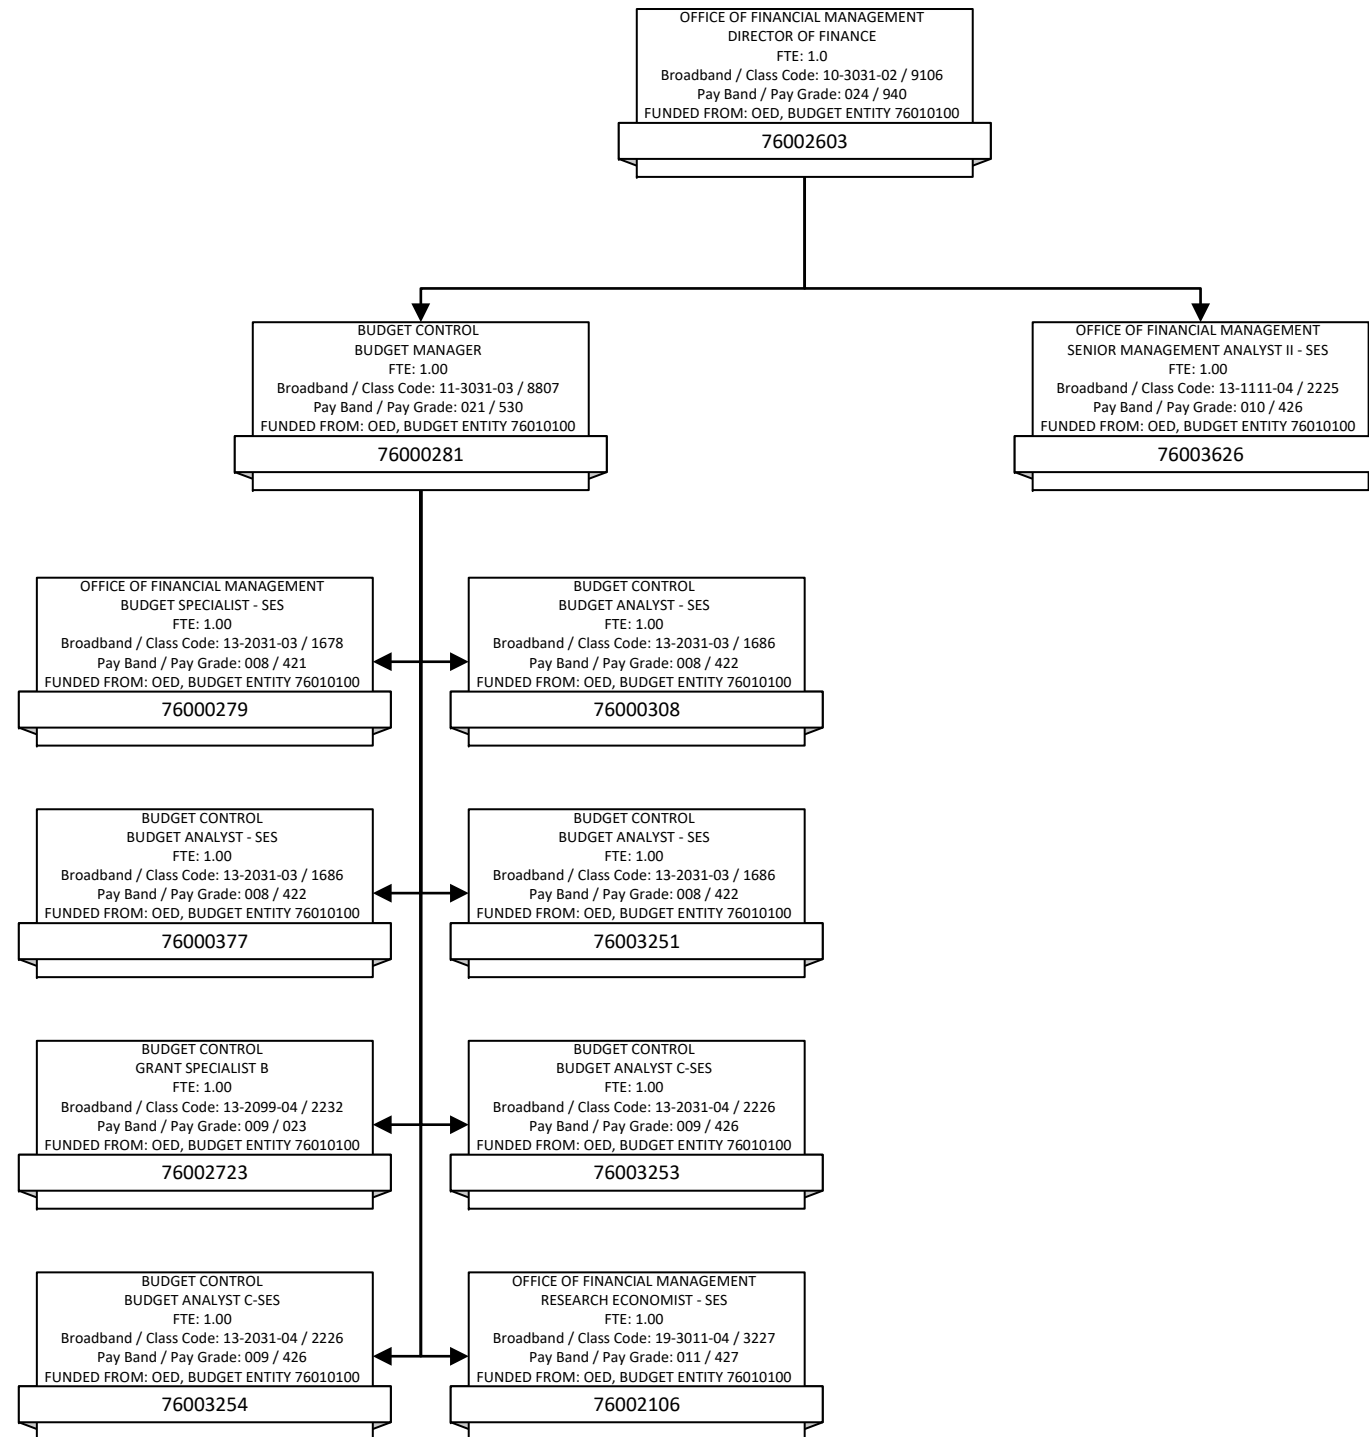 OFFICE OF FINANCIAL MANAGEMENT
DIRECTOR OF FINANCE
FTE: 1.0
Broadband / Class Code: 10-3031-02 / 9106
Pay Band / Pay Grade: 024 / 940
FUNDED FROM: OED, BUDGET ENTITY 76010100
76002603
BUDGET CONTROL
BUDGET MANAGER
FTE: 1.00
Broadband / Class Code: 11-3031-03 / 8807
Pay Band / Pay Grade: 021 / 530
FUNDED FROM: OED, BUDGET ENTITY 76010100
76000281
OFFICE OF FINANCIAL MANAGEMENT
SENIOR MANAGEMENT ANALYST II - SES
FTE: 1.00
Broadband / Class Code: 13-1111-04 / 2225
Pay Band / Pay Grade: 010 / 426
FUNDED FROM: OED, BUDGET ENTITY 76010100
76003626
OFFICE OF FINANCIAL MANAGEMENT
BUDGET SPECIALIST - SES
FTE: 1.00
Broadband / Class Code: 13-2031-03 / 1678
Pay Band / Pay Grade: 008 / 421
FUNDED FROM: OED, BUDGET ENTITY 76010100
76000279
BUDGET CONTROL
BUDGET ANALYST - SES
FTE: 1.00
Broadband / Class Code: 13-2031-03 / 1686
Pay Band / Pay Grade: 008 / 422
FUNDED FROM: OED, BUDGET ENTITY 76010100
76000308
BUDGET CONTROL
BUDGET ANALYST - SES
FTE: 1.00
Broadband / Class Code: 13-2031-03 / 1686
Pay Band / Pay Grade: 008 / 422
FUNDED FROM: OED, BUDGET ENTITY 76010100
76000377
BUDGET CONTROL
BUDGET ANALYST - SES
FTE: 1.00
Broadband / Class Code: 13-2031-03 / 1686
Pay Band / Pay Grade: 008 / 422
FUNDED FROM: OED, BUDGET ENTITY 76010100
76003251
BUDGET CONTROL
GRANT SPECIALIST B
FTE: 1.00
Broadband / Class Code: 13-2099-04 / 2232
Pay Band / Pay Grade: 009 / 023
FUNDED FROM: OED, BUDGET ENTITY 76010100
76002723
BUDGET CONTROL
BUDGET ANALYST C-SES
FTE: 1.00
Broadband / Class Code: 13-2031-04 / 2226
Pay Band / Pay Grade: 009 / 426
FUNDED FROM: OED, BUDGET ENTITY 76010100
76003253
BUDGET CONTROL
BUDGET ANALYST C-SES
FTE: 1.00
Broadband / Class Code: 13-2031-04 / 2226
Pay Band / Pay Grade: 009 / 426
FUNDED FROM: OED, BUDGET ENTITY 76010100
76003254
OFFICE OF FINANCIAL MANAGEMENT
RESEARCH ECONOMIST - SES
FTE: 1.00
Broadband / Class Code: 19-3011-04 / 3227
Pay Band / Pay Grade: 011 / 427
FUNDED FROM: OED, BUDGET ENTITY 76010100
76002106